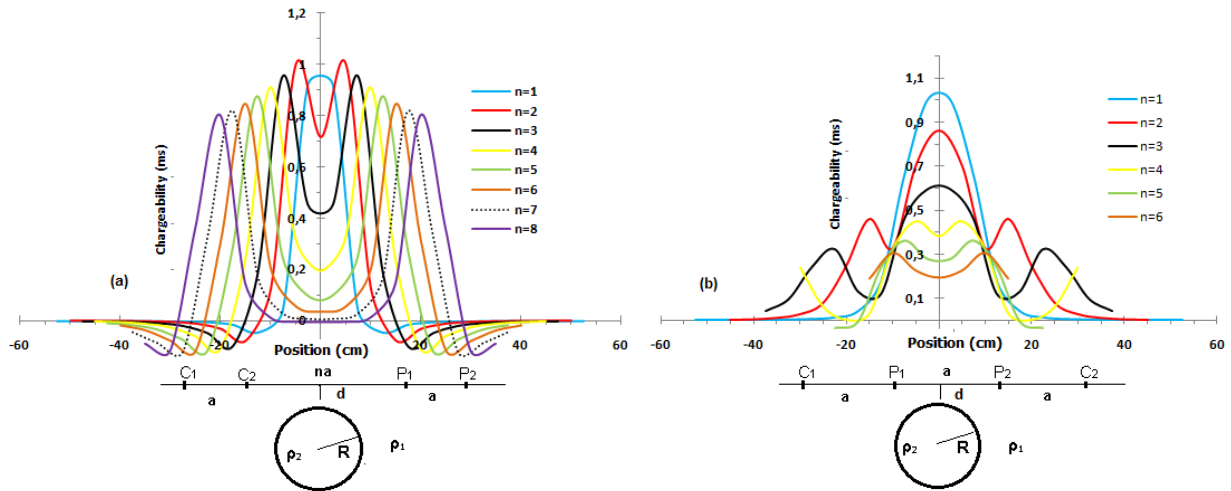 1,2
1
0,8
0,6
0,4
0,2
0
Chargeability (ms)
(a)
-60 -40 -20 20 40 60
Position (cm)
n=1
n=2
n=3
n=4
n=5
n=6
n=7
n=8
C1 C2 na P1 P2
a d a
ρ2 R ρ1
1,1
0,9
0,7
0,5
0,3
0,1
Chargeability (ms)
(b)
-60 -40 -20 20 40 60
Position (cm)
n=1
n=2
n=3
n=4
n=5
n=6
C1 P1 a P2 C2
a d a
ρ2 R ρ1